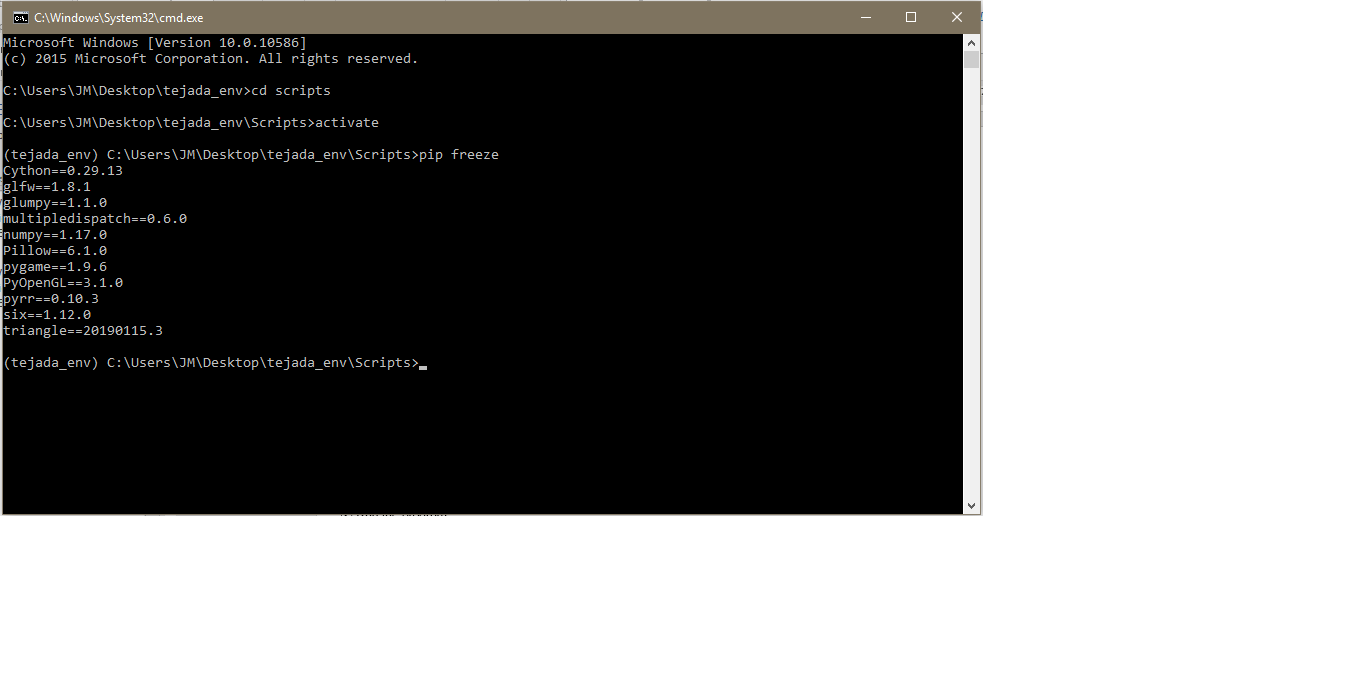 C:\Windows\System32\cmd.exe
Microsoft Windows [Version 10.0.10586]
(c) 2015 Microsoft Corporation. All rights reserved.
C:\Users\JM\Desktop\tejada_env>cd scripts
C:\Users\JM\Desktop\tejada_env\Scripts>activate
(tejada_env) C:\Users\JM\Desktop\tejada_env\Scripts>pip freeze
Cython==0.29.13
glfw==1.8.1
glumpy==1.1.0
multipledispatch==0.6.0
numpy==1.17.0
Pillow==6.1.0
pygame==1.9.6
PyOpenGL==3.1.0
pyrr==0.10.3
six==1.12.0
triangle==20190115.3
(tejada_env) C:\Users\JM\Desktop\tejada_env\Scripts>